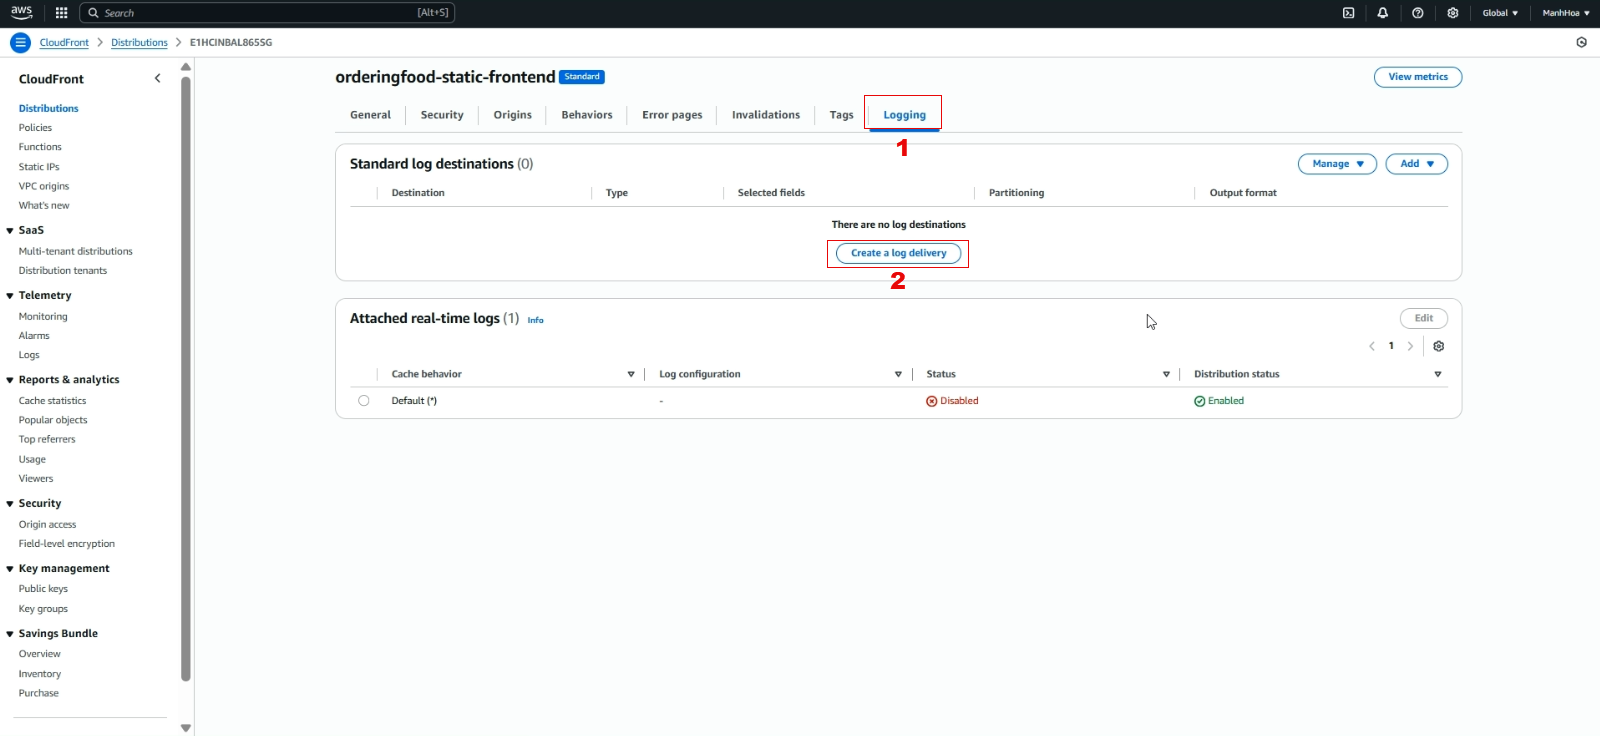 aws Search [Alt+S] Global ManhHoa
CloudFront > Distributions > E1HCINBAL865SG
CloudFront
Distributions
Policies
Functions
Static IPs
VPC origins
What's new
SaaS
Multi-tenant distributions
Distribution tenants
Telemetry
Monitoring
Alarms
Logs
Reports & analytics
Cache statistics
Popular objects
Top referrers
Usage
Viewers
Security
Origin access
Field-level encryption
Key management
Public keys
Key groups
Savings Bundle
Overview
Inventory
Purchase
orderingfood-static-frontend Standard View metrics
General Security Origins Behaviors Error pages Invalidations Tags Logging
1
Standard log destinations (0) Manage Add
Destination Type Selected fields Partitioning Output format
There are no log destinations
Create a log delivery
2
Attached real-time logs (1) Info Edit
1
Cache behavior Log configuration Status Distribution status
Default (*) - Disabled Enabled